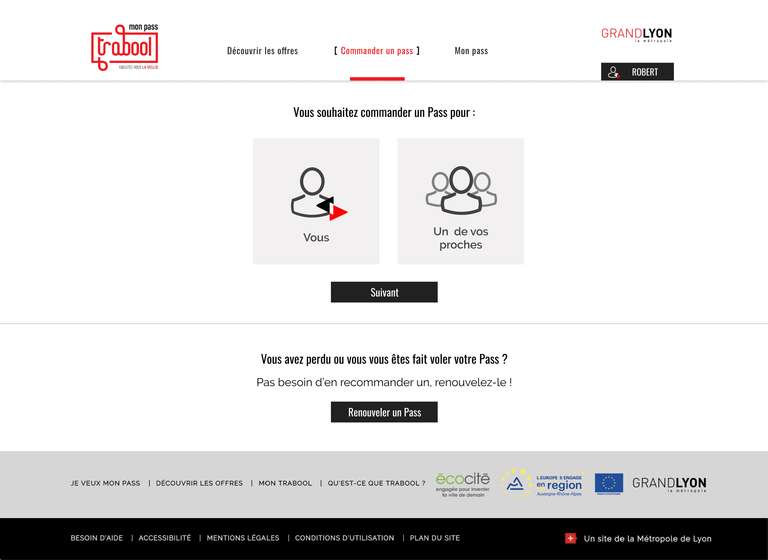 mon pass
trabool
Découvrir les offres
[ Commander un pass ]
Mon pass
GRANDLYON
la métropole
ROBERT
Vous souhaitez commander un Pass pour :
Vous
Un de vos
proches
Suivant
Vous avez perdu ou vous vous êtes fait voler votre Pass ?
Pas besoin d'en recommander un, renouvelez-le !
Renouveler un Pass
JE VEUX MON PASS | DÉCOUVRIR LES OFFRES | MON TRABOOL | QU'EST-CE QUE TRABOOL ?
écocité
engagée pour inventer
la ville de demain
L'EUROPE S'ENGAGE
en region
Auvergne-Rhône-Alpes
GRANDLYON
la métropole
BESOIN D'AIDE | ACCESSIBILITÉ | MENTIONS LÉGALES | CONDITIONS D'UTILISATION | PLAN DU SITE
Un site de la Métropole de Lyon